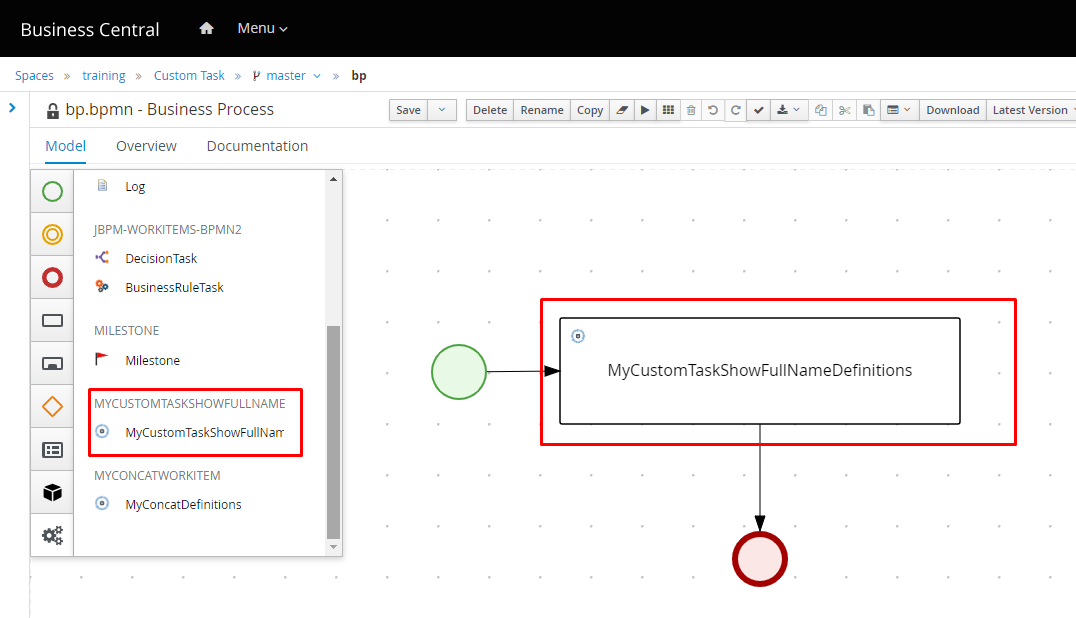 Business Central Menu
Spaces » training » Custom Task » master » bp
bp.bpmn - Business Process
Save Delete Rename Copy Download Latest Version
Model Overview Documentation
Log
JBPM-WORKITEMS-BPMN2
DecisionTask
BusinessRuleTask
MILESTONE
Milestone
MYCUSTOMTASKSHOWFULLNAME
MyCustomTaskShowFullNam
MYCONCATWORKITEM
MyConcatDefinitions
MyCustomTaskShowFullNameDefinitions